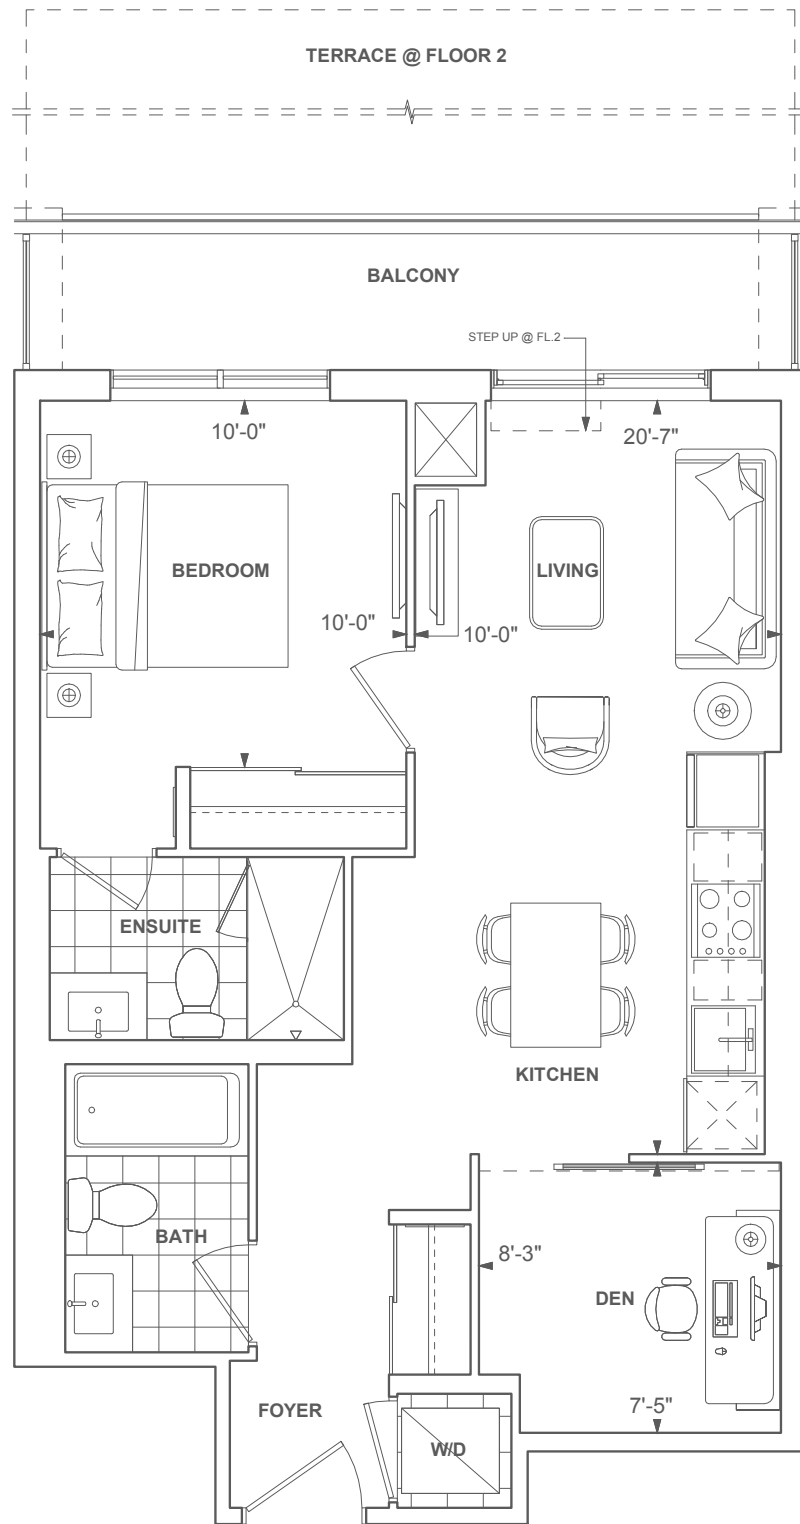 TERRACE @ FLOOR 2
BALCONY
STEP UP @ FL.2
10'-0"
20'-7"
BEDROOM
LIVING
10'-0"
10'-0"
ENSUITE
KITCHEN
BATH
8'-3"
DEN
7'-5"
FOYER
W/D